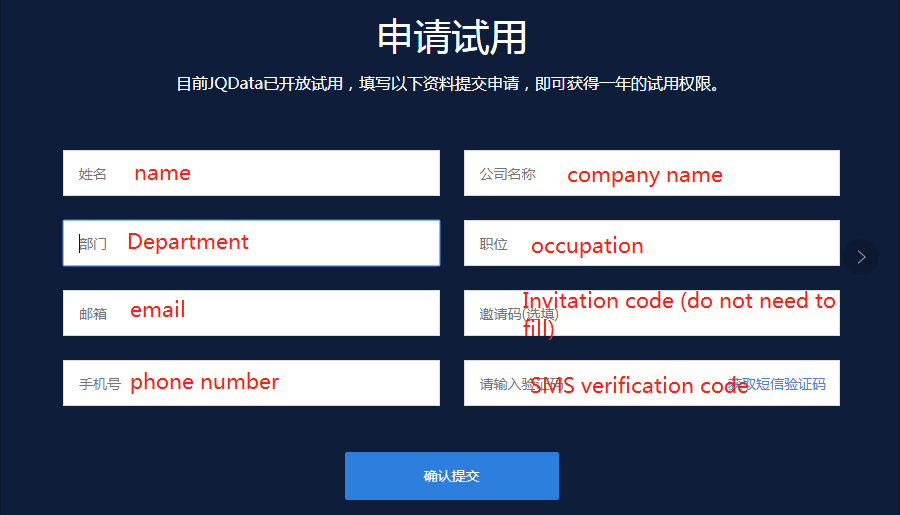 申请试用
目前JQData已开放试用，填写以下资料提交申请，即可获得一年的试用权限。
姓名 name
公司名称 company name
部门 Department
职位 occupation
邮箱 email
邀请码(选填) Invitation code (do not need to
fill)
手机号 phone number
请输入验证码 SMS verification code 获取短信验证码
确认提交